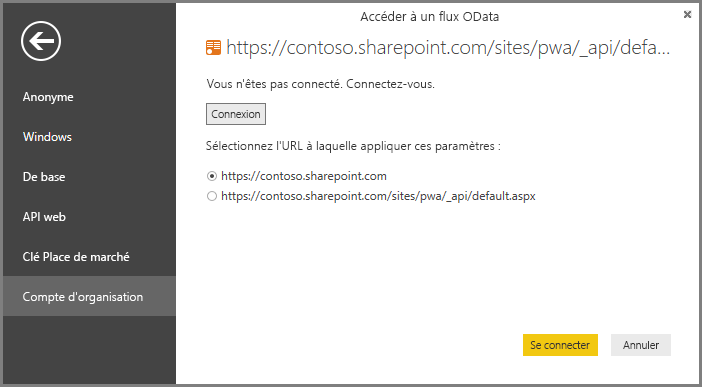 Accéder à un flux OData
https://contoso.sharepoint.com/sites/pwa/_api/defa...
Anonyme
Windows
De base
API web
Clé Place de marché
Compte d'organisation
Vous n'êtes pas connecté. Connectez-vous.
Connexion
Sélectionnez l'URL à laquelle appliquer ces paramètres :
https://contoso.sharepoint.com
https://contoso.sharepoint.com/sites/pwa/_api/default.aspx
Se connecter
Annuler